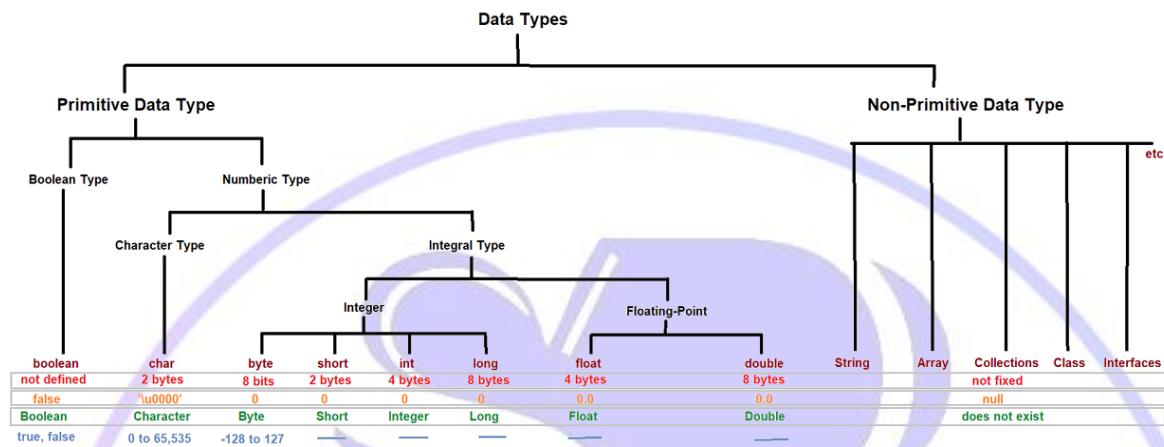 Data Types
Primitive Data Type
Non-Primitive Data Type
etc
Boolean Type
Numberic Type
Character Type
Integral Type
Integer
Floating-Point
boolean char byte short int long float double String Array Collections Class Interfaces
not defined 2 bytes 8 bits 2 bytes 4 bytes 8 bytes 4 bytes 8 bytes not fixed
false '\u0000' 0 0 0 0 0.0 0.0 null
Boolean Character Byte Short Integer Long Float Double does not exist
true, false 0 to 65,535 -128 to 127